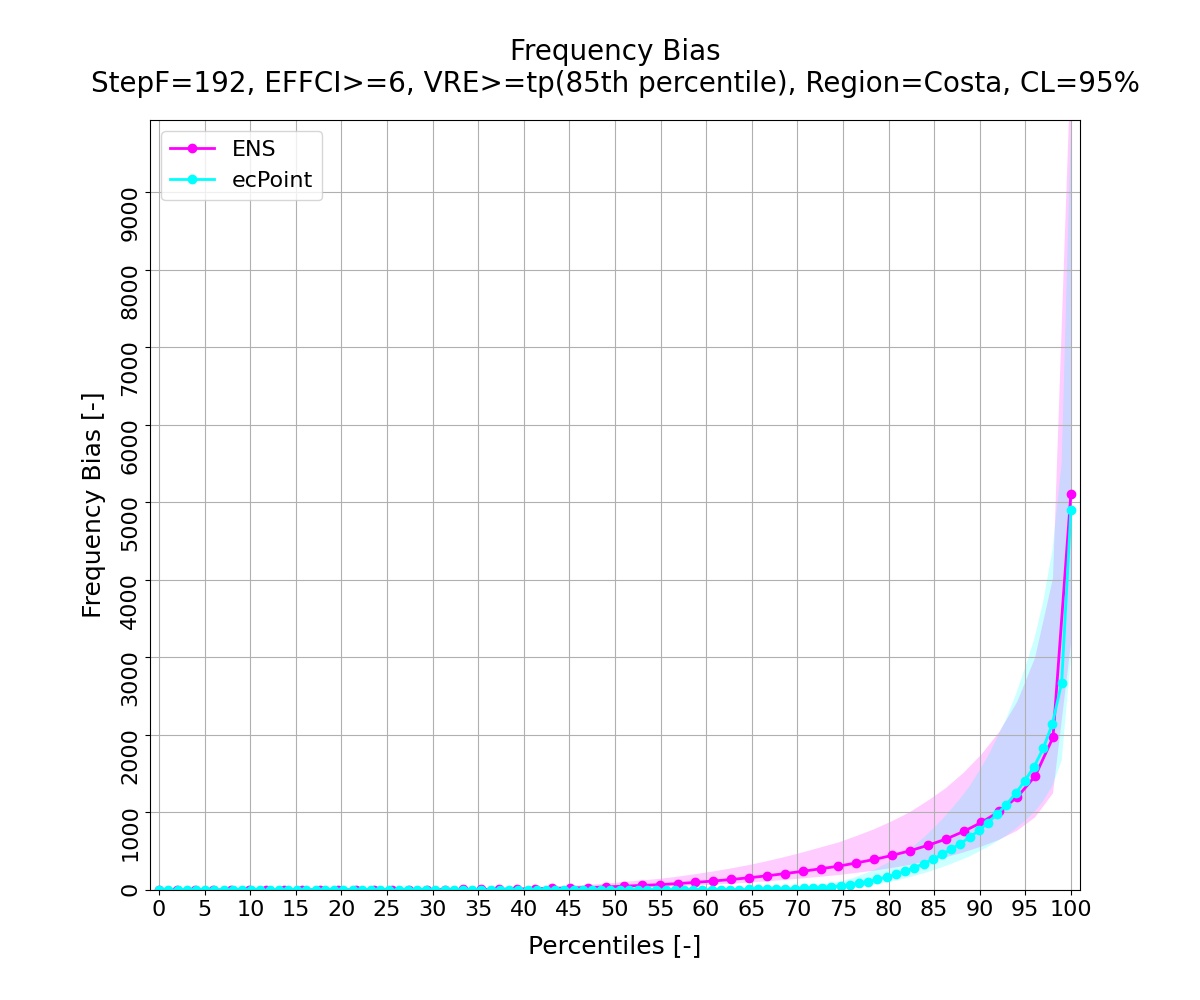 Frequency Bias
StepF=192, EFFCI>=6, VRE>=tp(85th percentile), Region=Costa, CL=95%
ENS
ecPoint
Frequency Bias [-]
9000
8000
7000
6000
5000
4000
3000
2000
1000
0
0 5 10 15 20 25 30 35 40 45 50 55 60 65 70 75 80 85 90 95 100
Percentiles [-]